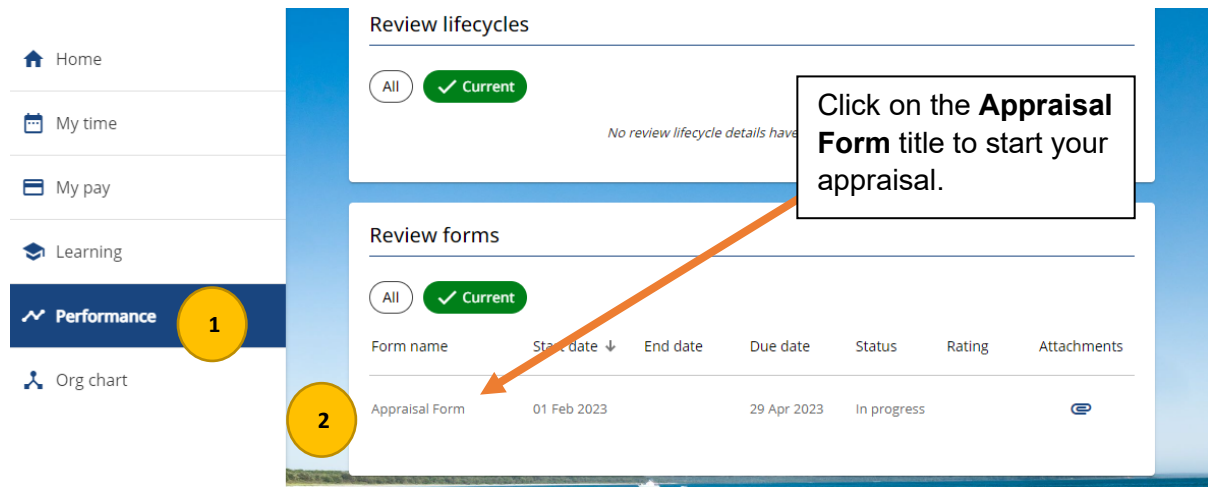 Home
My time
My pay
Learning
Performance
1
Org chart
Review lifecycles
All
Current
No review lifecycle details have
Click on the Appraisal
Form title to start your
appraisal.
Review forms
All
Current
Form name Start date End date Due date Status Rating Attachments
2
Appraisal Form 01 Feb 2023 29 Apr 2023 In progress